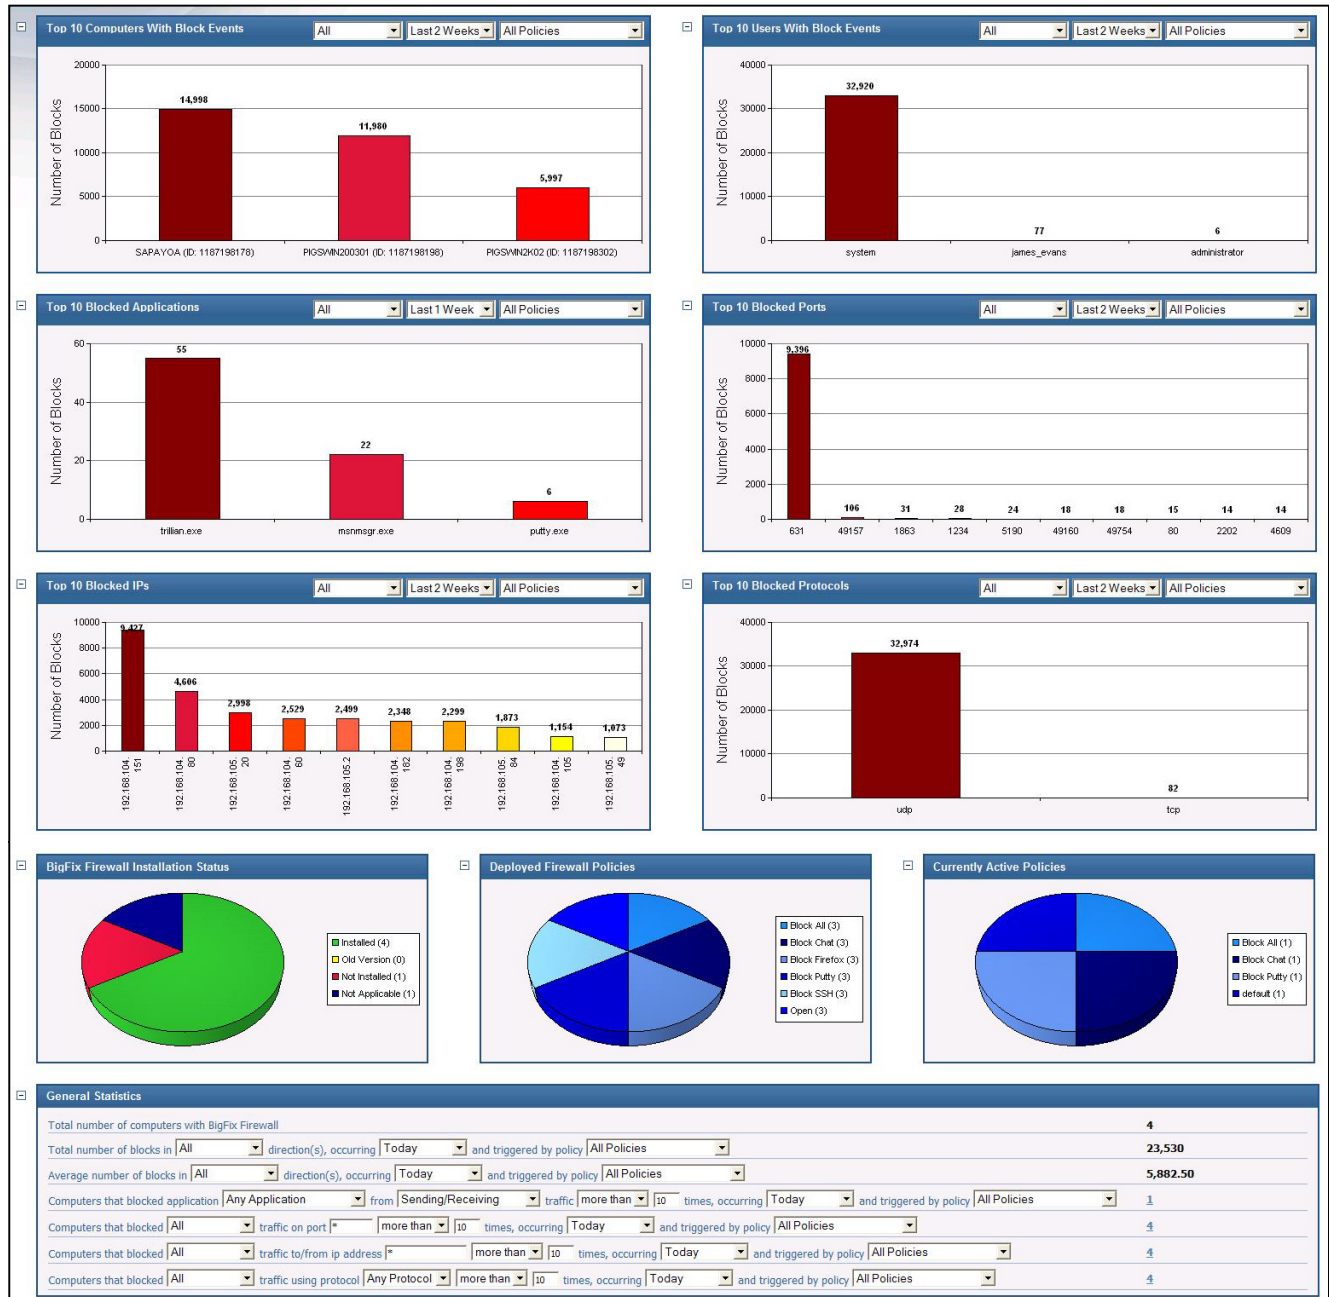 Top 10 Computers With Block Events All Last 2 Weeks All Policies
Number of Blocks
20000
15000
10000
5000
0
14,998
11,980
5,997
SAPAYOA (ID: 1187198178) PIGSWIN200301 (ID: 1187198198) PIGSWIN2K02 (ID: 1187198302)
Top 10 Users With Block Events All Last 2 Weeks All Policies
Number of Blocks
40000
30000
20000
10000
0
32,920
77
6
system james_evans administrator
Top 10 Blocked Applications All Last 1 Week All Policies
Number of Blocks
60
40
20
0
55
22
6
trillian.exe msnmsgr.exe putty.exe
Top 10 Blocked Ports All Last 2 Weeks All Policies
Number of Blocks
10000
8000
6000
4000
2000
0
9,396
106 31 28 24 18 18 15 14 14
631 49157 1863 1234 5190 49160 49754 80 2202 4609
Top 10 Blocked IPs All Last 2 Weeks All Policies
Number of Blocks
10000
8000
6000
4000
2000
0
9,427
4,606
2,998
2,529
2,499
2,348
2,299
1,873
1,154
1,073
192.168.104.151
192.168.104.80
192.168.105.20
192.168.104.60
192.168.105.2
192.168.104.182
192.168.104.198
192.168.105.84
192.168.104.105
192.168.105.49
Top 10 Blocked Protocols All Last 2 Weeks All Policies
Number of Blocks
40000
30000
20000
10000
0
32,974
82
udp tcp
BigFix Firewall Installation Status
Installed (4)
Old Version (0)
Not Installed (1)
Not Applicable (1)
Deployed Firewall Policies
Block All (3)
Block Chat (3)
Block Firefox (3)
Block Putty (3)
Block SSH (3)
Open (3)
Currently Active Policies
Block All (1)
Block Chat (1)
Block Putty (1)
default (1)
General Statistics
Total number of computers with BigFix Firewall 4
Total number of blocks in All direction(s), occurring Today and triggered by policy All Policies 23,530
Average number of blocks in All direction(s), occurring Today and triggered by policy All Policies 5,882.50
Computers that blocked application Any Application from Sending/Receiving traffic more than 10 times, occurring Today and triggered by policy All Policies 1
Computers that blocked All traffic on port * more than 10 times, occurring Today and triggered by policy All Policies 4
Computers that blocked All traffic to/from ip address * more than 10 times, occurring Today and triggered by policy All Policies 4
Computers that blocked All traffic using protocol Any Protocol more than 10 times, occurring Today and triggered by policy All Policies 4